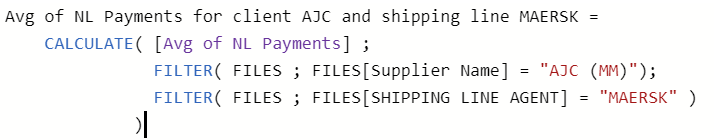 Avg of NL Payments for client AJC and shipping line MAERSK =
CALCULATE( [Avg of NL Payments] ;
FILTER( FILES ; FILES[Supplier Name] = "AJC (MM)");
FILTER( FILES ; FILES[SHIPPING LINE AGENT] = "MAERSK" )
)